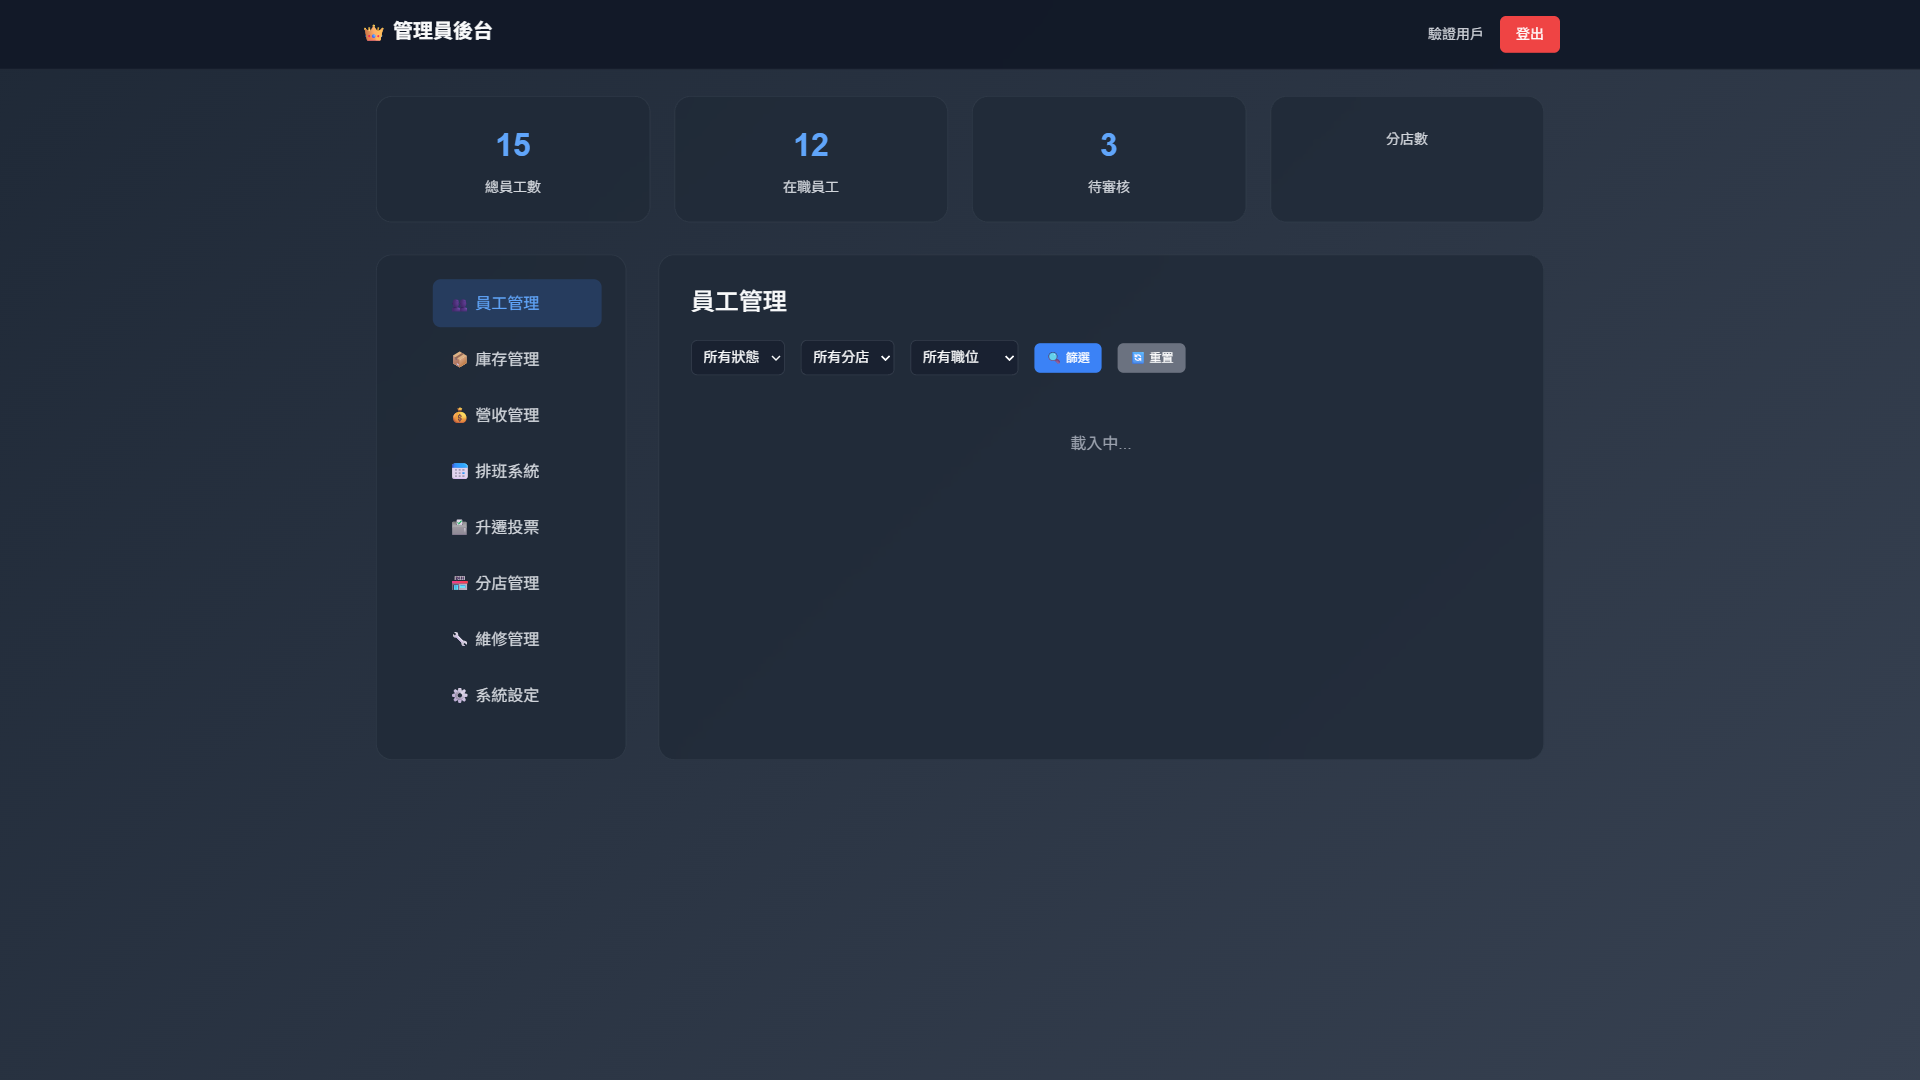 管理員後台
驗證用戶
登出
15
總員工數
12
在職員工
3
待審核
分店數
員工管理
庫存管理
營收管理
排班系統
升遷投票
分店管理
維修管理
系統設定
員工管理
所有狀態
所有分店
所有職位
篩選
重置
載入中...